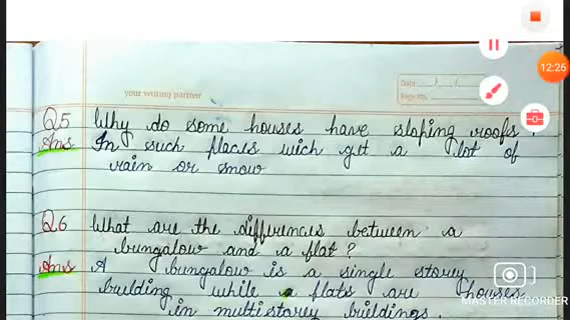 12:26
your writing partner
Date
Page No.
Q5 Why do some houses have sloping roofs.
Ans In such places wich get a lot of
rain or snow
Q6 What are the differences between a
bungalow and a flat?
Ans A bungalow is a single storey
building while flats are houses
in multistorey buildings.
MASTER RECORDER